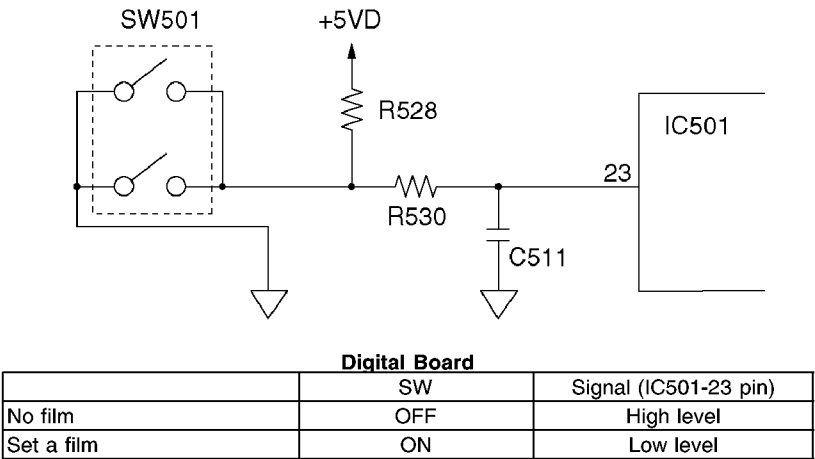 SW501
+5VD
R528
IC501
23
R530
C511
Digital Board
SW Signal (IC501-23 pin)
No film OFF High level
Set a film ON Low level